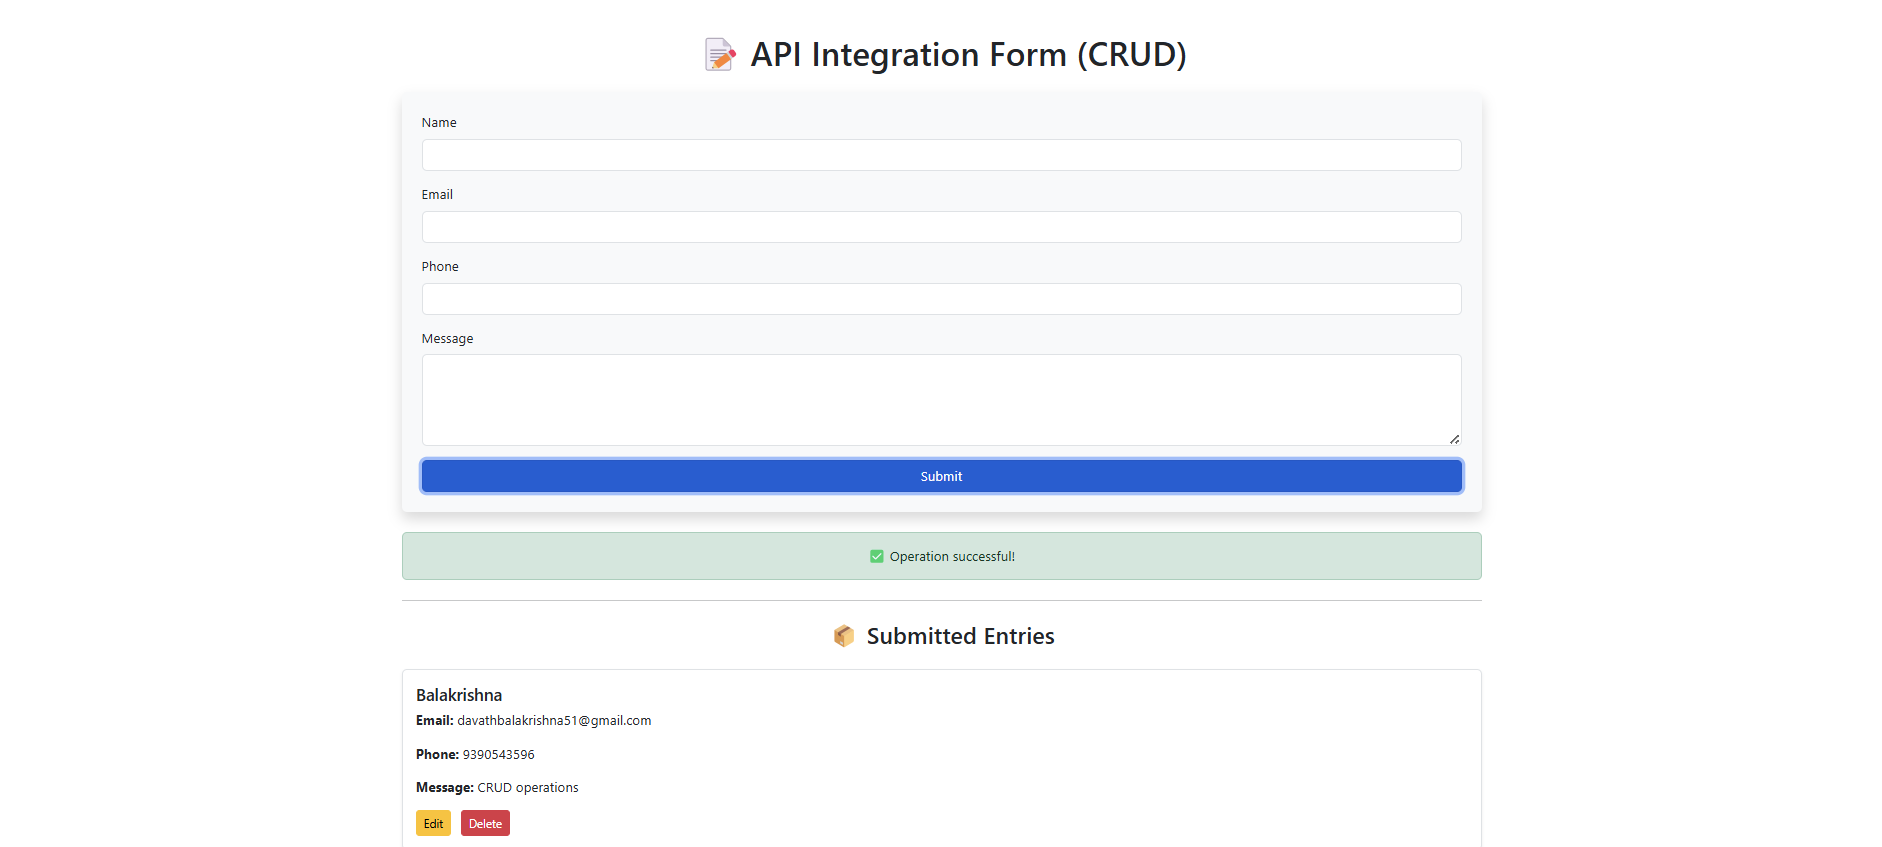 API Integration Form (CRUD)
Name
Email
Phone
Message
Submit
Operation successful!
Submitted Entries
Balakrishna
Email: davathbalakrishna51@gmail.com
Phone: 9390543596
Message: CRUD operations
Edit Delete